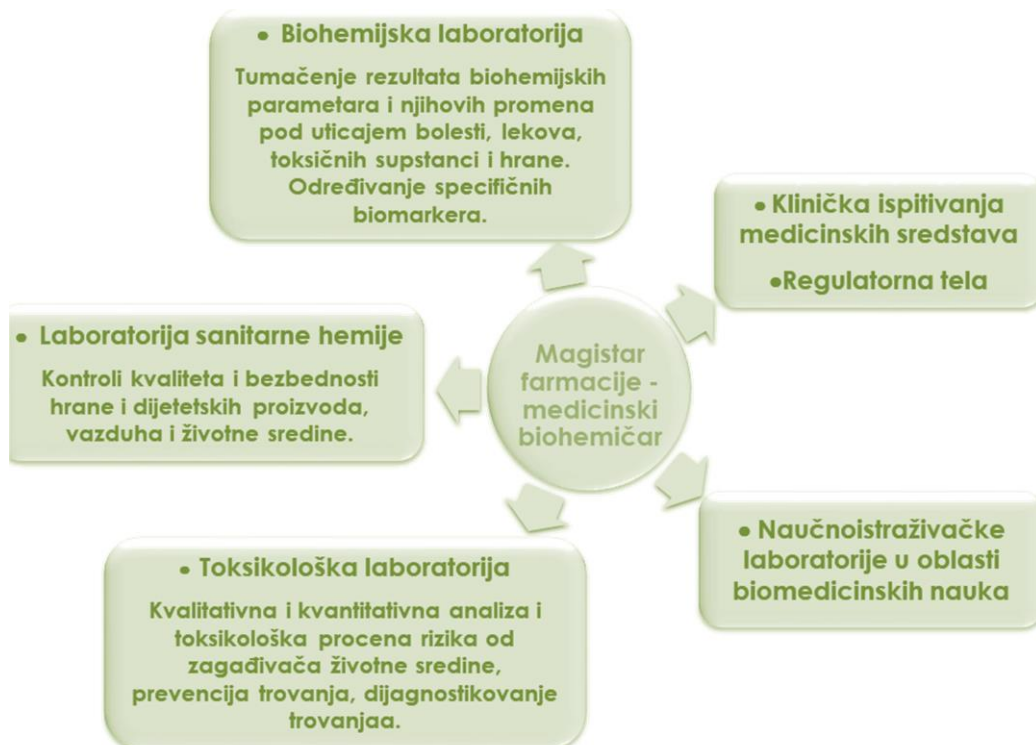 • Biohemijska laboratorija
Tumačenje rezultata biohemijskih
parametara i njihovih promena
pod uticajem bolesti, lekova,
toksičnih supstanci i hrane.
Određivanje specifičnih
biomarkera.
• Klinička ispitivanja
medicinskih sredstava
•Regulatorna tela
• Laboratorija sanitarne hemije
Kontroli kvaliteta i bezbednosti
hrane i dijetetskih proizvoda,
vazduha i životne sredine.
Magistar
farmacije -
medicinski
biohemičar
• Naučnoistraživačke
laboratorije u oblasti
biomedicinskih nauka
• Toksikološka laboratorija
Kvalitativna i kvantitativna analiza i
toksikološka procena rizika od
zagađivača životne sredine,
prevencija trovanja, dijagnostikovanje
trovanjaa.